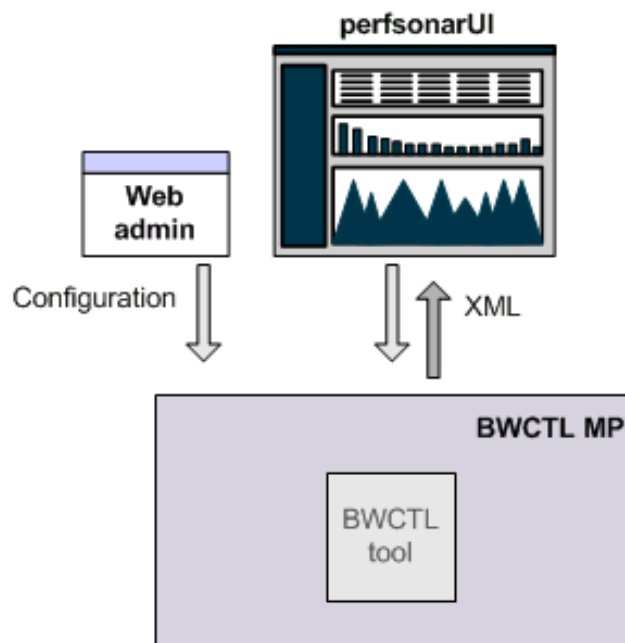 perfsonarUI
Web
admin
Configuration
XML
BWCTL MP
BWCTL
tool